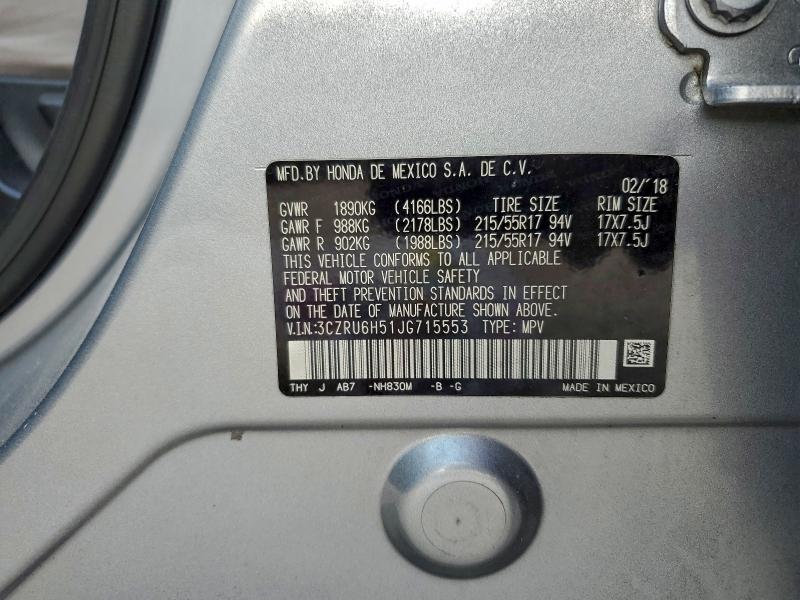 MFD.BY HONDA DE MEXICO S.A. DE C.V.
02/'18
GVWR 1890KG (4166LBS) TIRE SIZE RIM SIZE
GAWR F 988KG (2178LBS) 215/55R17 94V 17X7.5J
GAWR R 902KG (1988LBS) 215/55R17 94V 17X7.5J
THIS VEHICLE CONFORMS TO ALL APPLICABLE
FEDERAL MOTOR VEHICLE SAFETY
AND THEFT PREVENTION STANDARDS IN EFFECT
ON THE DATE OF MANUFACTURE SHOWN ABOVE.
V.I.N.:3CZRU6H51JG715553 TYPE: MPV
THY J AB7 -NH830M -B -G MADE IN MEXICO